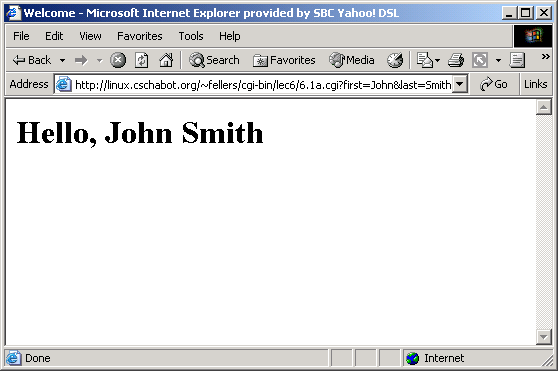 Welcome - Microsoft Internet Explorer provided by SBC Yahoo! DSL
File Edit View Favorites Tools Help
Back Search Favorites Media »
Address http://linux.cschabot.org/~fellers/cgi-bin/lec6/6.1a.cgi?first=John&last=Smith Go Links
Hello, John Smith
Done Internet